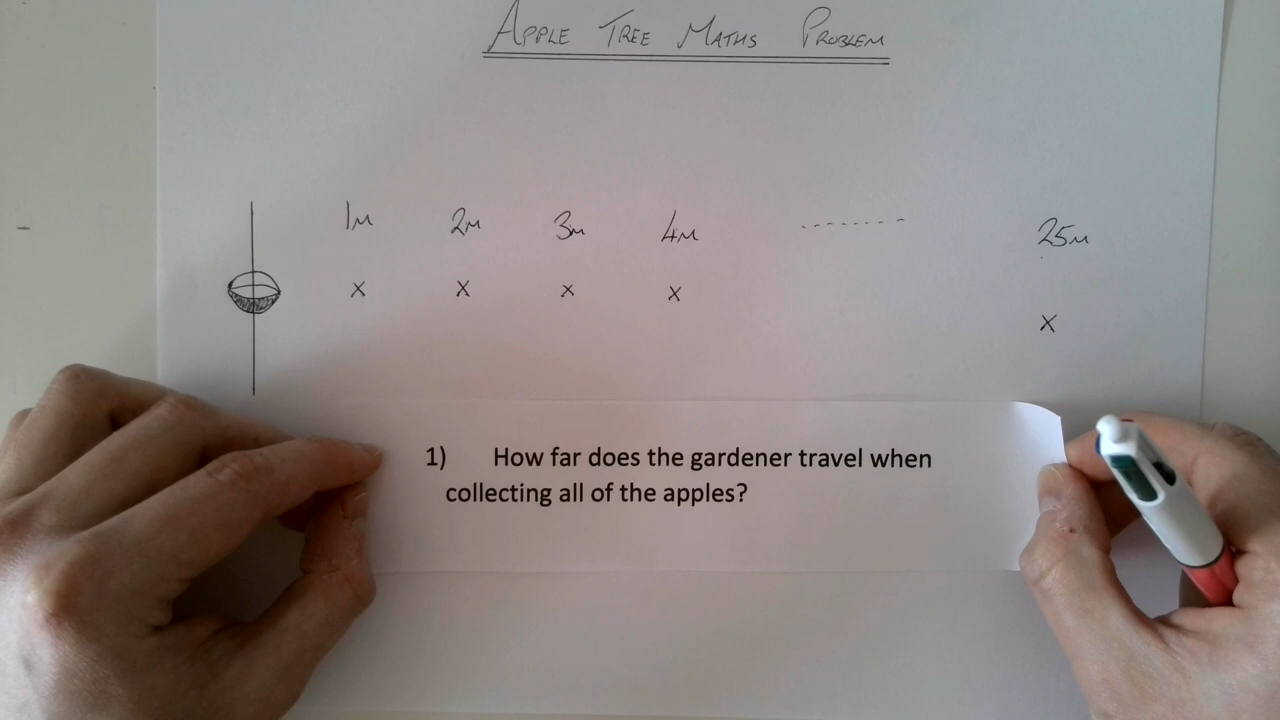 APPLE TREE MATHS PROBLEM
1M 2M 3M 4M 25M
X X X X X
1) How far does the gardener travel when
collecting all of the apples?